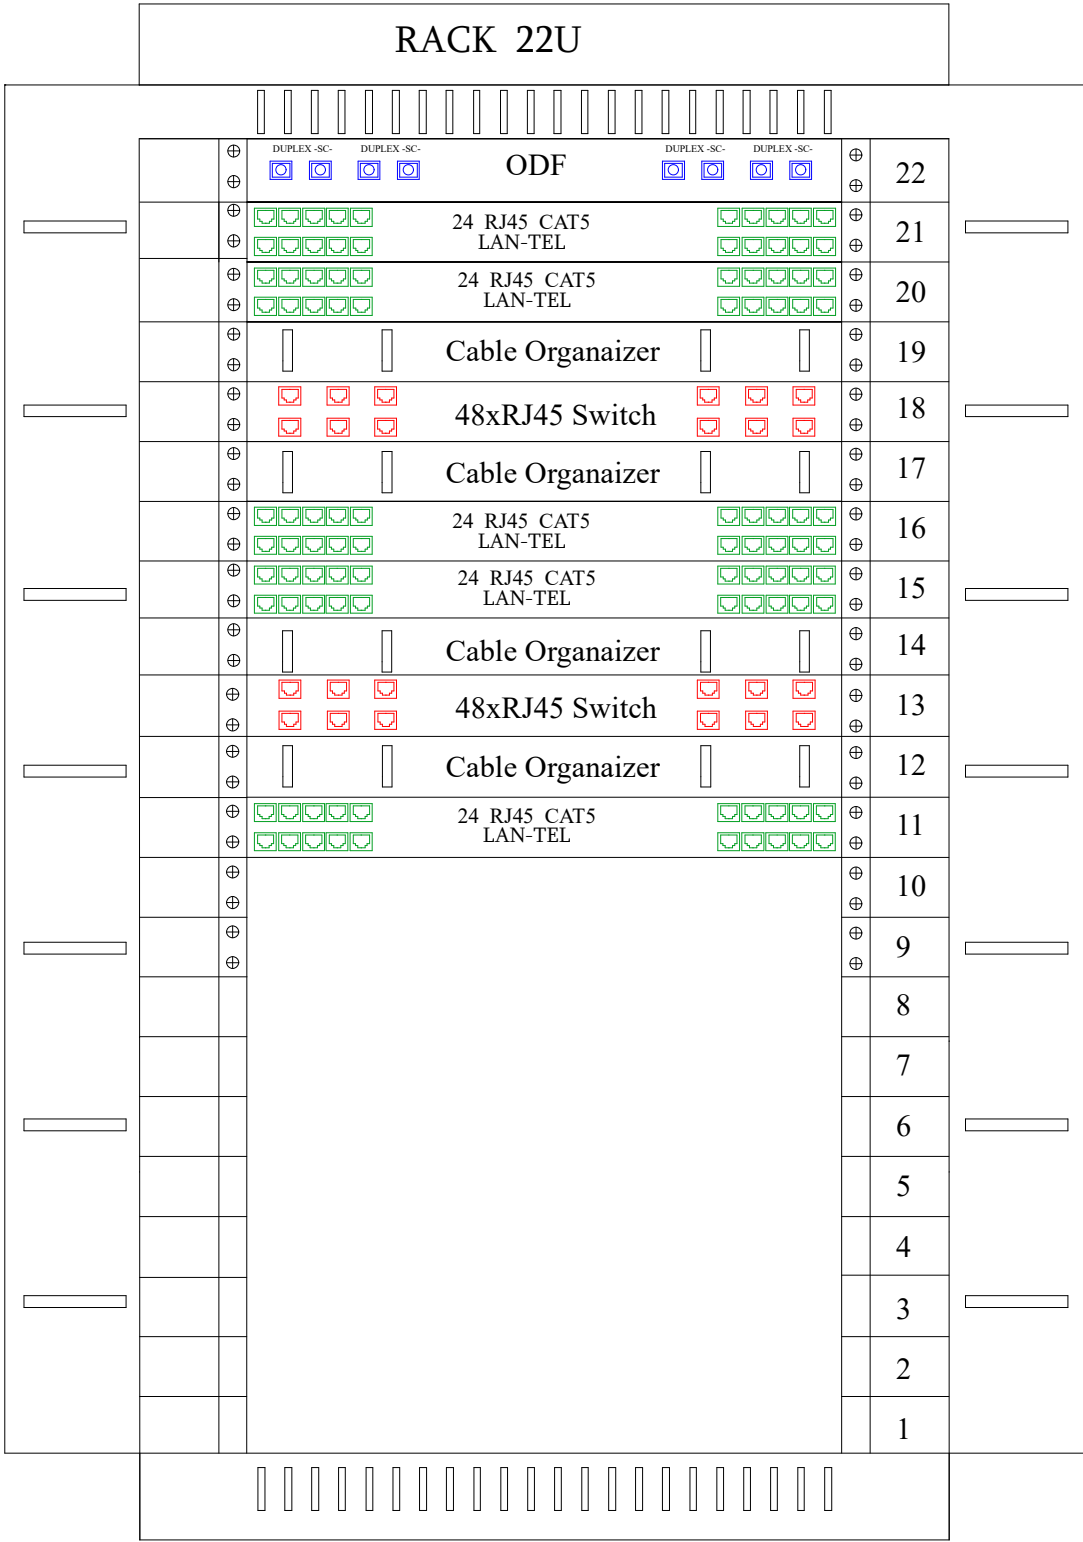 RACK 22U
DUPLEX -SC- DUPLEX -SC- ODF DUPLEX -SC- DUPLEX -SC- 22
24 RJ45 CAT5 21
LAN-TEL
24 RJ45 CAT5 20
LAN-TEL
Cable Organaizer 19
48xRJ45 Switch 18
Cable Organaizer 17
24 RJ45 CAT5 16
LAN-TEL
24 RJ45 CAT5 15
LAN-TEL
Cable Organaizer 14
48xRJ45 Switch 13
Cable Organaizer 12
24 RJ45 CAT5 11
LAN-TEL
10
9
8
7
6
5
4
3
2
1